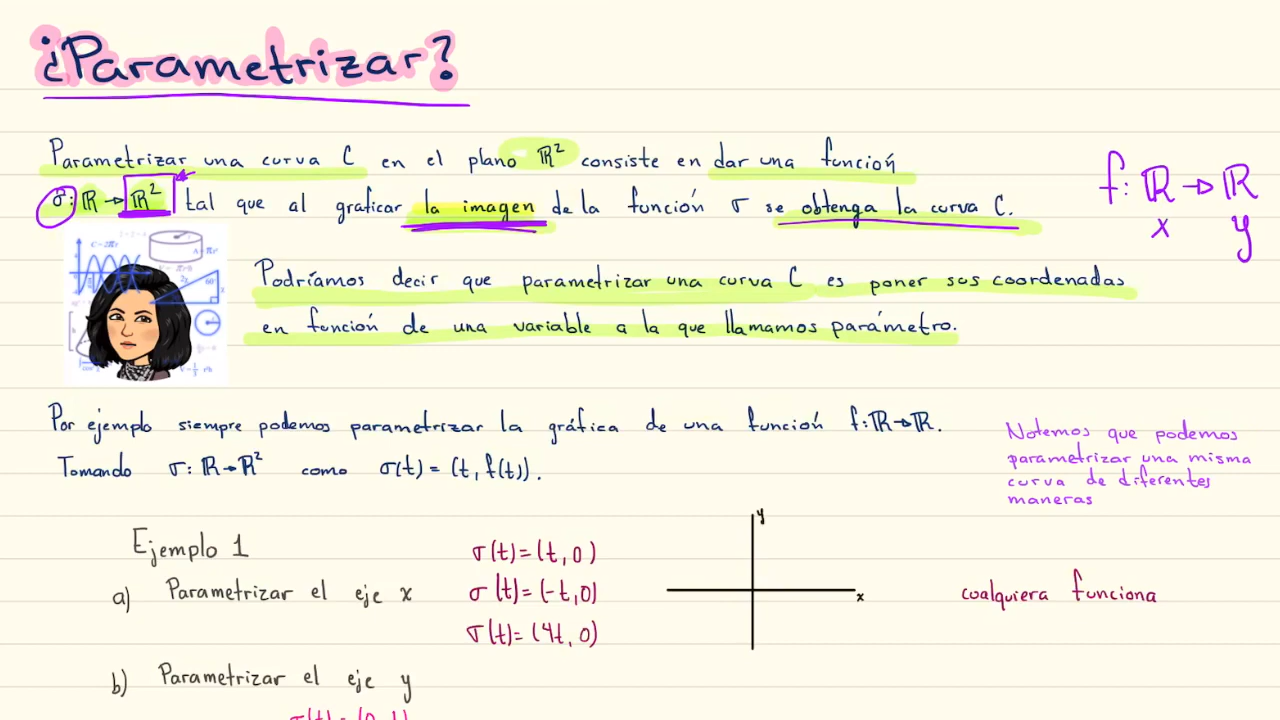 ¿Parametrizar?
Parametrizar una curva C en el plano ℝ² consiste en dar una función
σ: ℝ→ℝ² tal que al graficar la imagen de la función σ se obtenga la curva C.
f: ℝ→ℝ
x y
Podríamos decir que parametrizar una curva C es poner sus coordenadas
en función de una variable a la que llamamos parámetro.
Por ejemplo siempre podemos parametrizar la gráfica de una función f:ℝ→ℝ.
Tomando σ: ℝ→ℝ² como σ(t) = (t, f(t)).
Notemos que podemos
parametrizar una misma
curva de diferentes
maneras
Ejemplo 1
a) Parametrizar el eje x
σ(t)=(t,0)
σ(t)=(-t,0)
σ(t)=(4t,0)
y
x
cualquiera funciona
b) Parametrizar el eje y